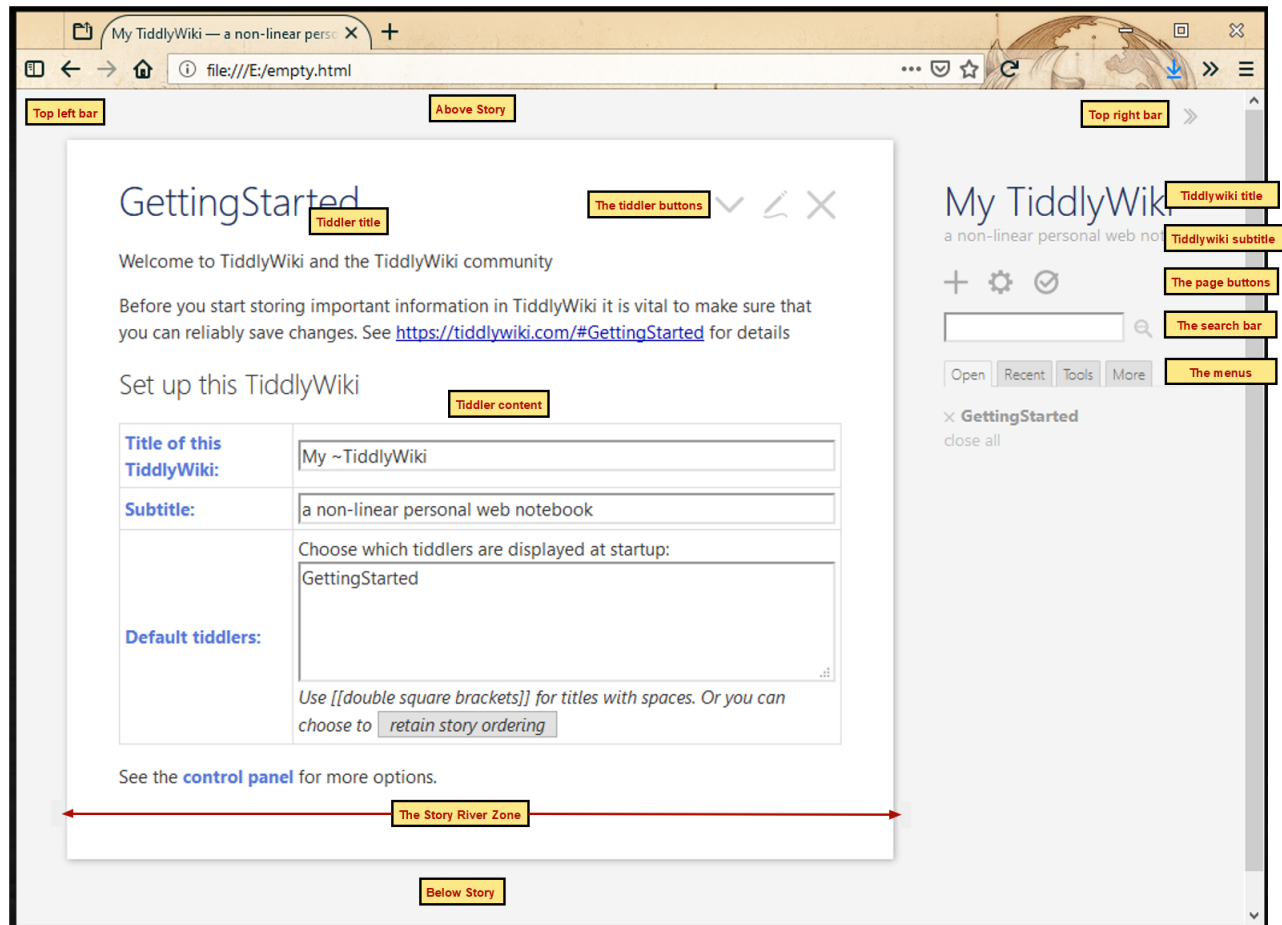 My TiddlyWiki — a non-linear perso
file:///E:/empty.html
Top left bar
Above Story
Top right bar
GettingStarted
Tiddler title
The tiddler buttons
Welcome to TiddlyWiki and the TiddlyWiki community
Before you start storing important information in TiddlyWiki it is vital to make sure that
you can reliably save changes. See https://tiddlywiki.com/#GettingStarted for details
Set up this TiddlyWiki
Tiddler content
Title of this
TiddlyWiki:
My ~TiddlyWiki
Subtitle:
a non-linear personal web notebook
Default tiddlers:
Choose which tiddlers are displayed at startup:
GettingStarted
Use [[double square brackets]] for titles with spaces. Or you can
choose to retain story ordering
See the control panel for more options.
The Story River Zone
Below Story
My TiddlyWiki
Tiddlywiki title
a non-linear personal web not
Tiddlywiki subtitle
The page buttons
The search bar
Open Recent Tools More
The menus
× GettingStarted
close all